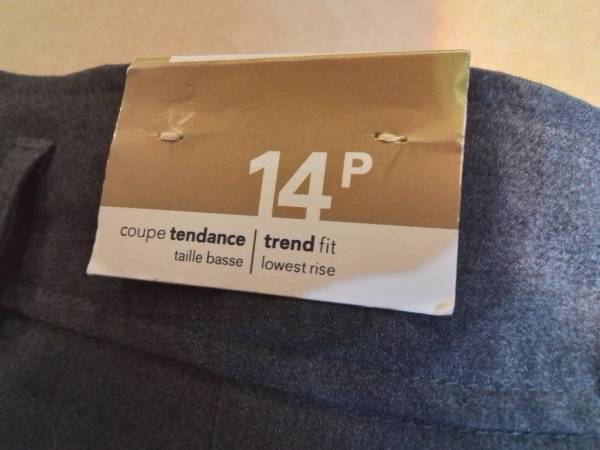 14P
coupe tendance | trend fit
taille basse | lowest rise